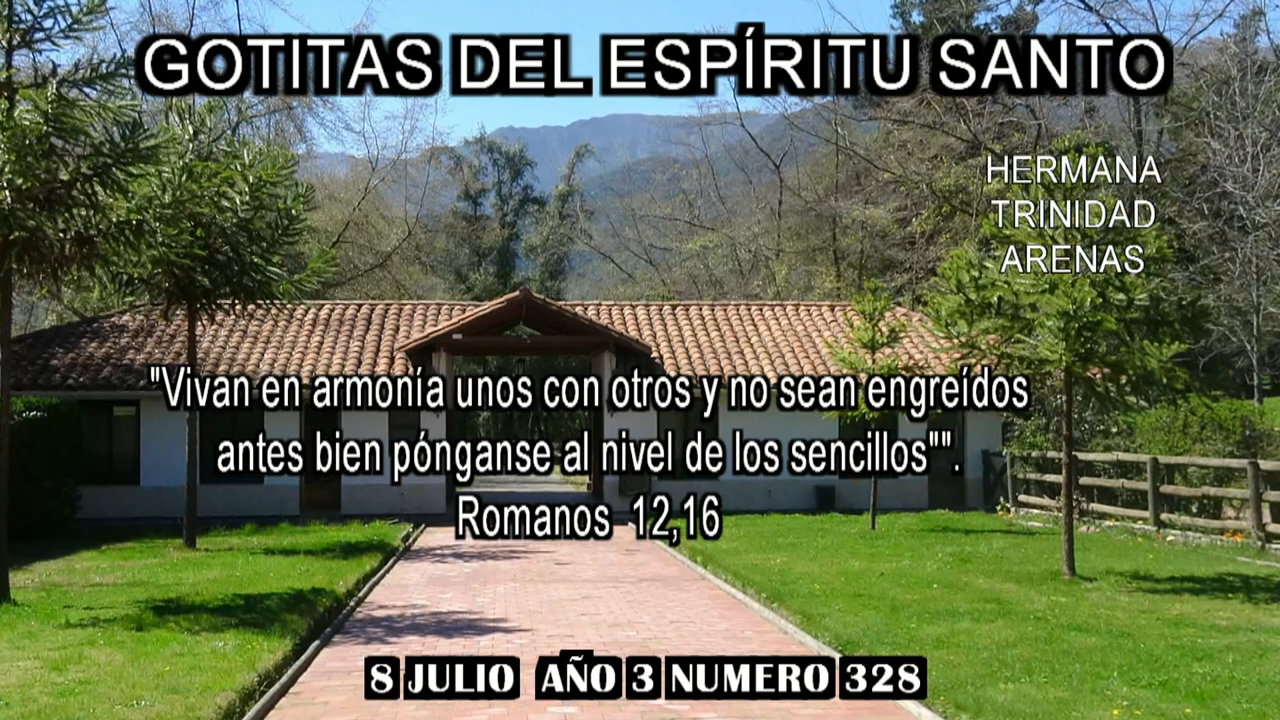 GOTITAS DEL ESPÍRITU SANTO
HERMANA
TRINIDAD
ARENAS
"Vivan en armonía unos con otros y no sean engreídos
antes bien pónganse al nivel de los sencillos"".
Romanos 12,16
8 JULIO AÑO 3 NUMERO 328